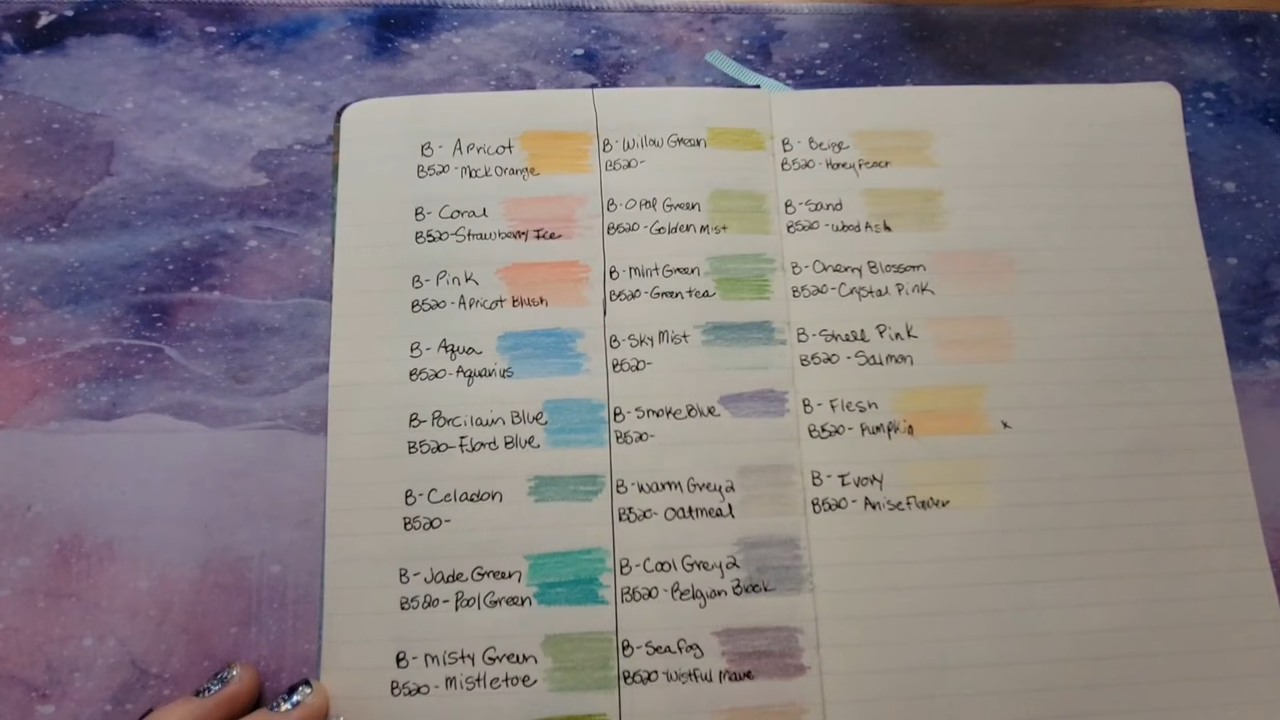 B- Apricot
B520-Mock Orange
B- Coral
B520-Strawberry Ice
B-Pink
B520-Apricot Blush
B-Aqua
B520-Aquarius
B-Porcilain Blue
B520-Fjord Blue
B-Celadon
B520-
B-Jade Green
B520-Pool Green
B-Misty Green
B520-Mistletoe
B-Willow Green
B520-
B-Opal Green
B520-Golden Mist
B-Mint Green
B520-Green tea
B-Sky Mist
B520-
B-Smoke Blue
B520-
B-Warm Grey 2
B520-Oatmeal
B-Cool Grey 2
B520-Belgian Block
B-Sea fog
B520-Wistful Mave
B- Beige
B520-Honey Peach
B-Sand
B520-Wood Ash
B-Cherry Blossom
B520-Crystal Pink
B-Shell Pink
B520-Salmon
B- Flesh
B520-Pumpkin x
B- Ivory
B520-Anise Flower